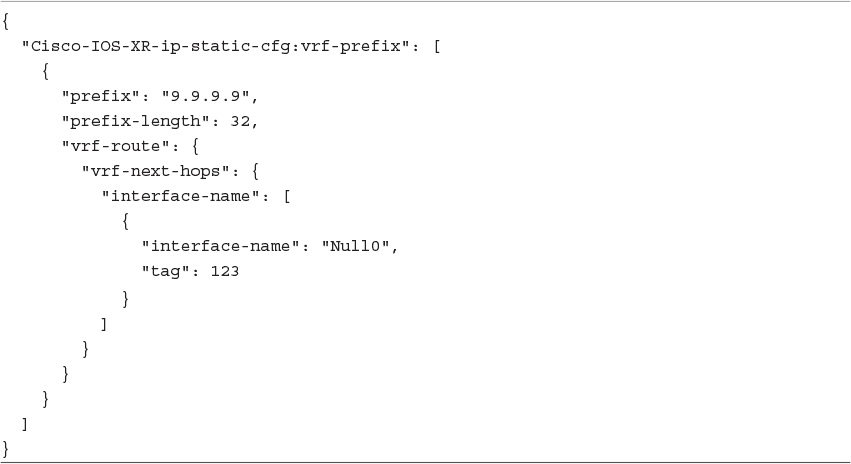 {
  "Cisco-IOS-XR-ip-static-cfg:vrf-prefix": [
    {
      "prefix": "9.9.9.9",
      "prefix-length": 32,
      "vrf-route": {
        "vrf-next-hops": {
          "interface-name": [
            {
              "interface-name": "Null0",
              "tag": 123
            }
          ]
        }
      }
    }
  ]
}